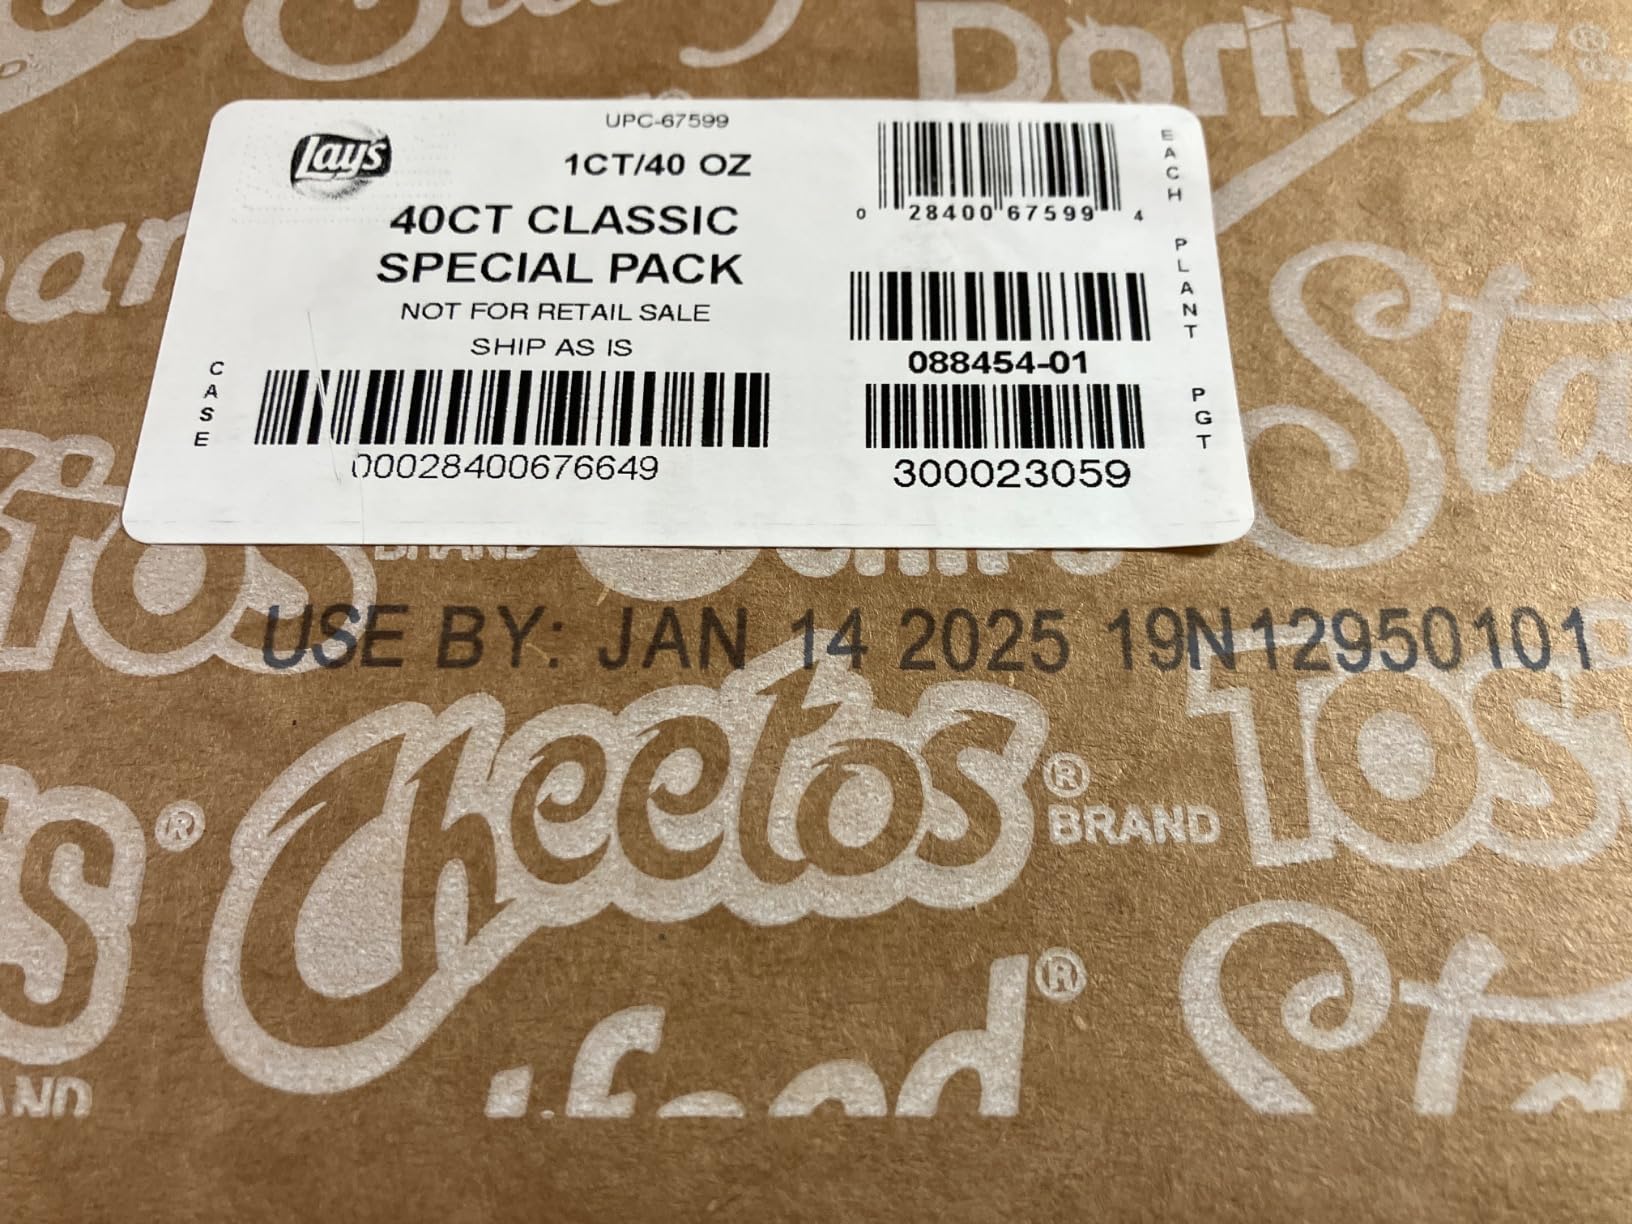 Doritos®
Lay's
UPC-67599
1CT/40 OZ
40CT CLASSIC
SPECIAL PACK
NOT FOR RETAIL SALE
SHIP AS IS
CASE
00028400676649
0 28400 67599 4
EACH
PLANT
088454-01
PGT
300023059
BRAND
USE BY: JAN 14 2025 19N12950101
Cheetos®
BRAND
®
®